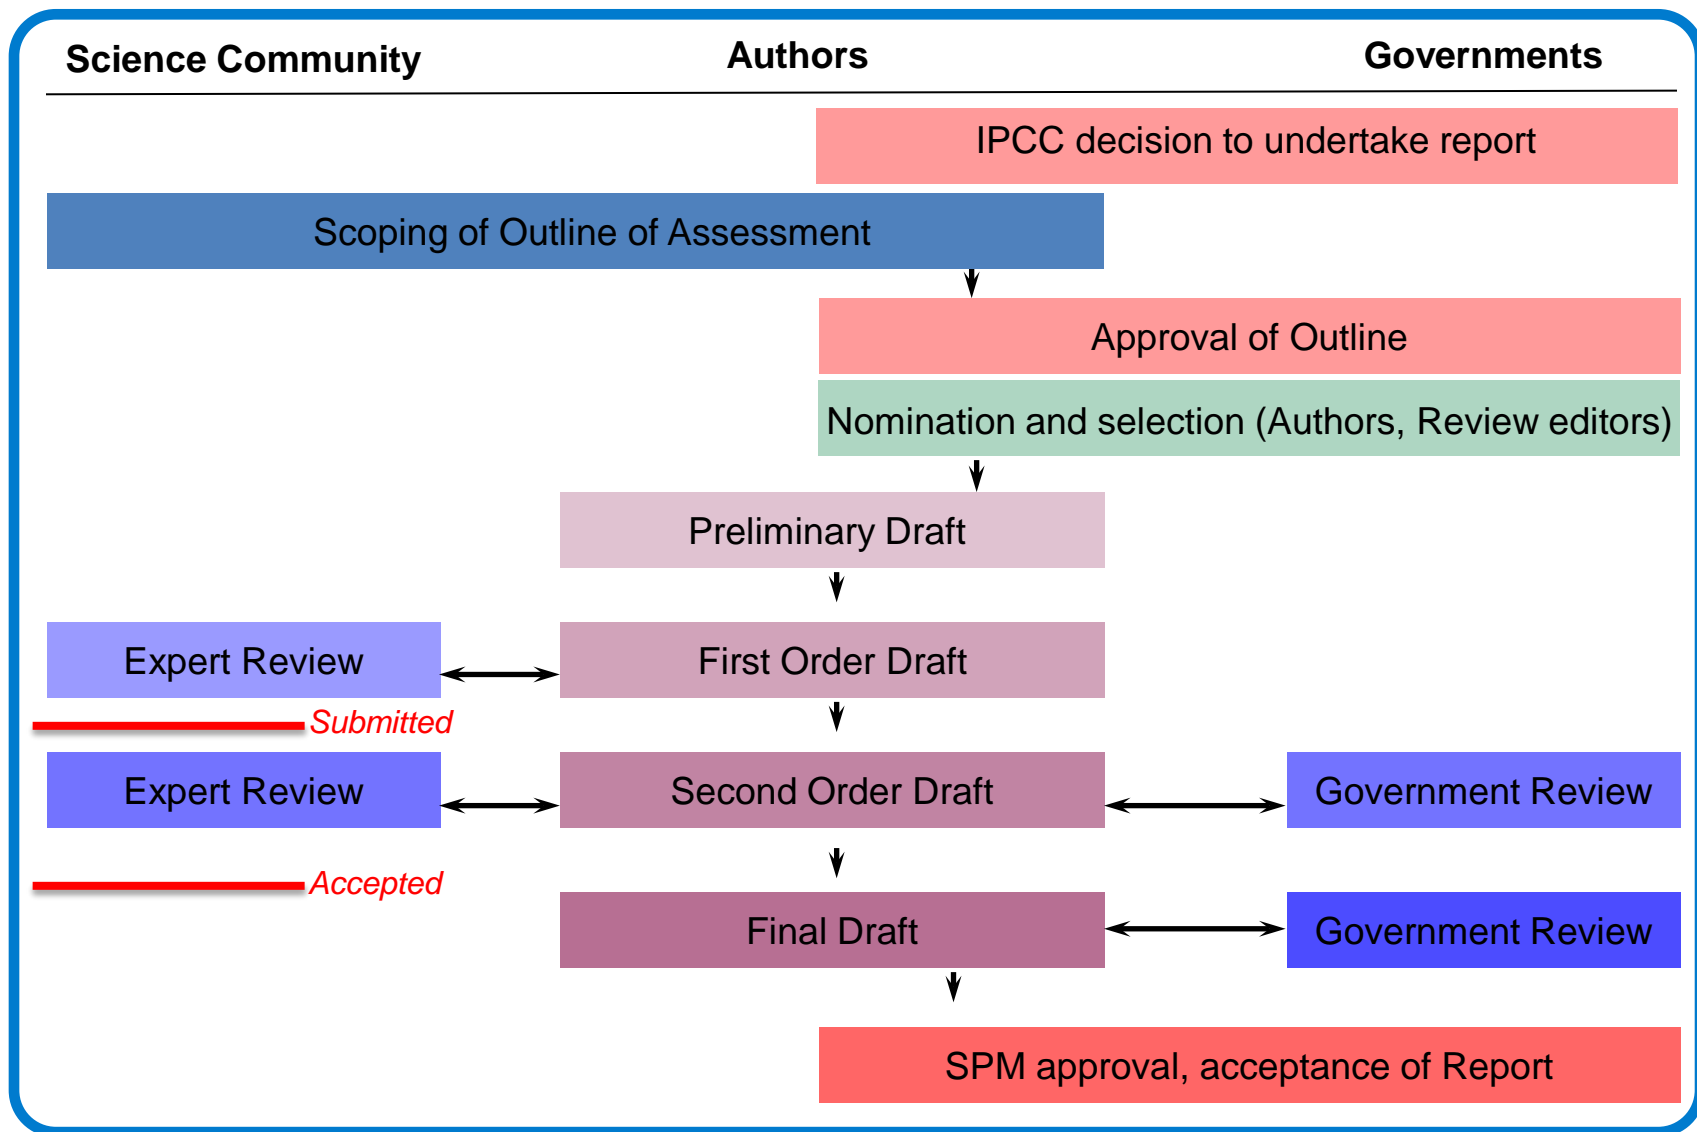 Science Community
Authors
Governments
IPCC decision to undertake report
Scoping of Outline of Assessment
Approval of Outline
Nomination and selection (Authors, Review editors)
Preliminary Draft
Expert Review
First Order Draft
Submitted
Expert Review
Second Order Draft
Government Review
Accepted
Final Draft
Government Review
SPM approval, acceptance of Report